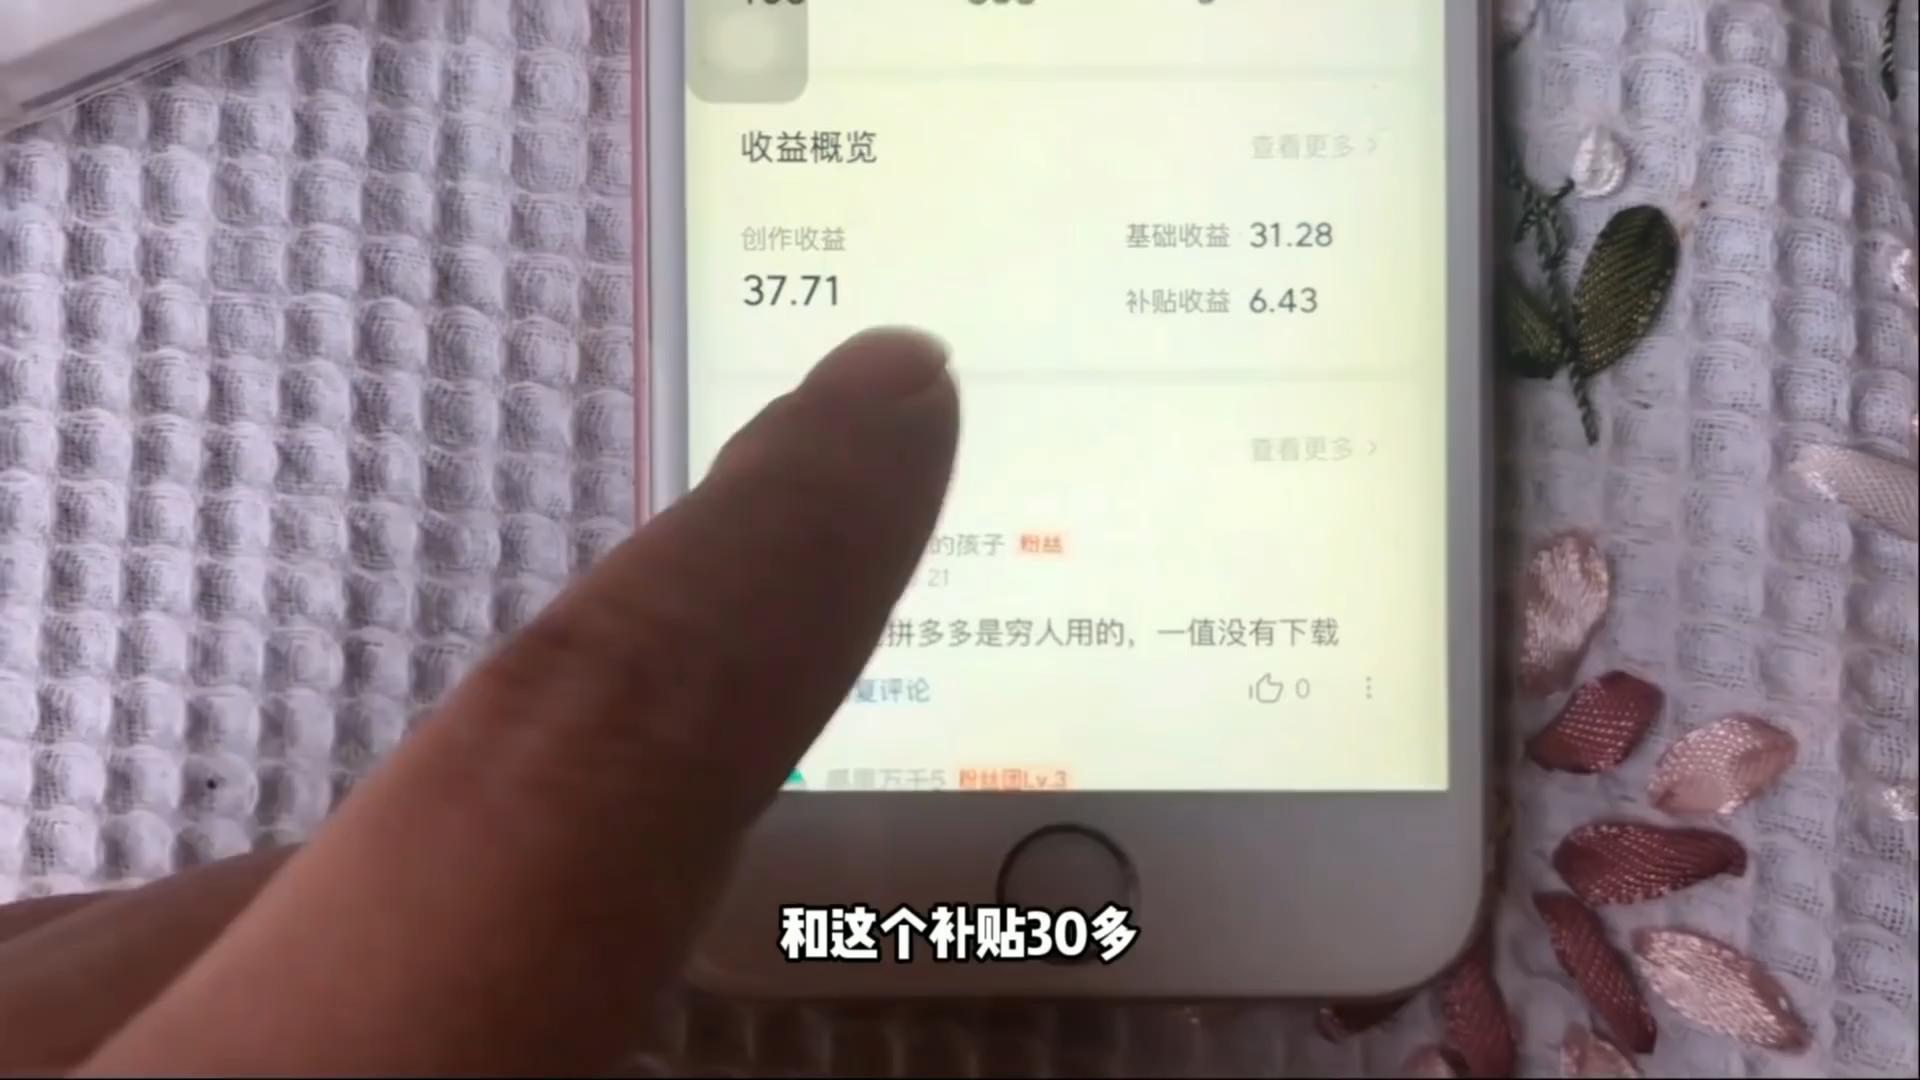 收益概览
查看更多 >
创作收益
37.71
基础收益 31.28
补贴收益 6.43
查看更多 >
的孩子 粉丝
21
拼多多是穷人用的，一值没有下载
复评论
0
万千5 粉丝团Lv.3
和这个补贴30多